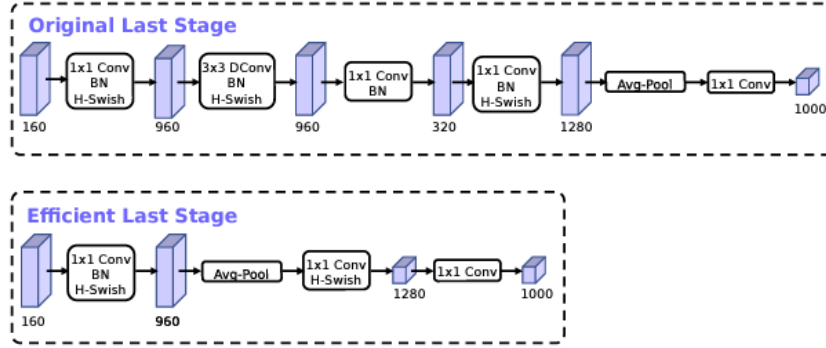 Original Last Stage
1x1 Conv
BN
H-Swish
3x3 DConv
BN
H-Swish
1x1 Conv
BN
1x1 Conv
BN
H-Swish
Avg-Pool
1x1 Conv
160
960
960
320
1280
1000
Efficient Last Stage
1x1 Conv
BN
H-Swish
Avg-Pool
1x1 Conv
H-Swish
1x1 Conv
160
960
1280
1000